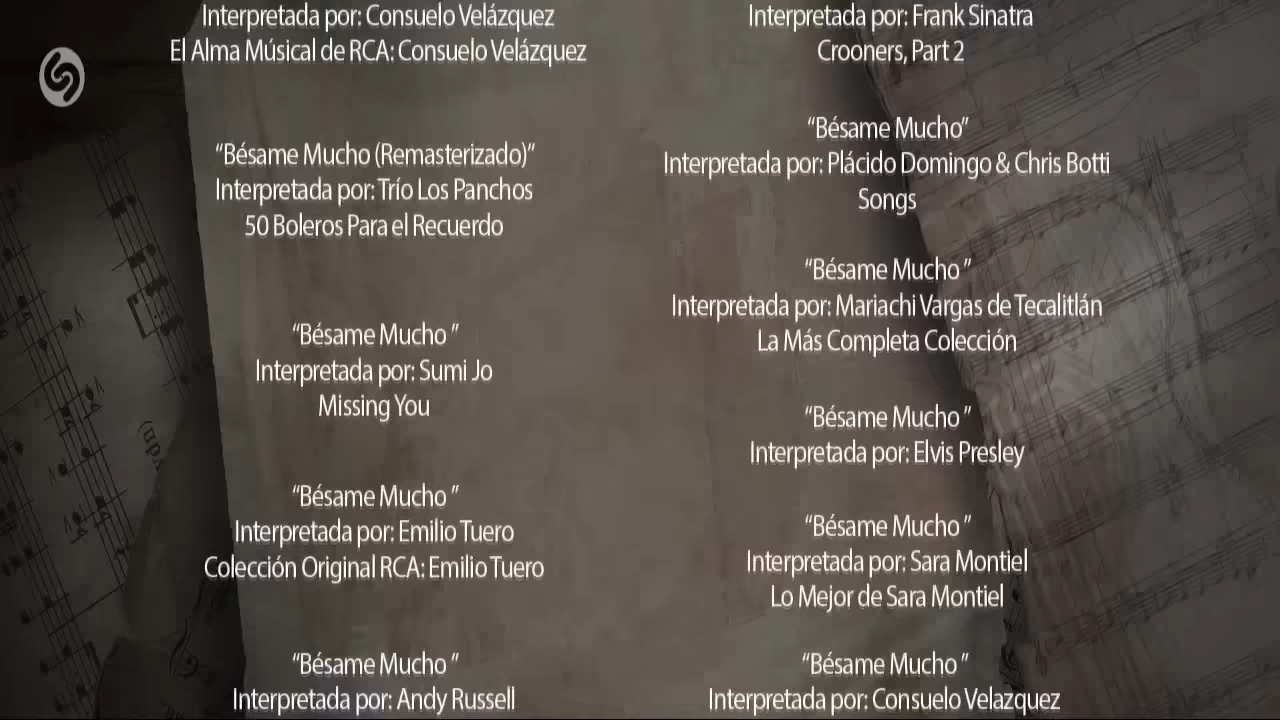 Interpretada por: Consuelo Velázquez
El Alma Músical de RCA: Consuelo Velázquez
“Bésame Mucho (Remasterizado)”
Interpretada por: Trío Los Panchos
50 Boleros Para el Recuerdo
“Bésame Mucho ”
Interpretada por: Sumi Jo
Missing You
“Bésame Mucho ”
Interpretada por: Emilio Tuero
Colección Original RCA: Emilio Tuero
“Bésame Mucho ”
Interpretada por: Andy Russell
Interpretada por: Frank Sinatra
Crooners, Part 2
“Bésame Mucho”
Interpretada por: Plácido Domingo & Chris Botti
Songs
“Bésame Mucho ”
Interpretada por: Mariachi Vargas de Tecalitlán
La Más Completa Colección
“Bésame Mucho ”
Interpretada por: Elvis Presley
“Bésame Mucho ”
Interpretada por: Sara Montiel
Lo Mejor de Sara Montiel
“Bésame Mucho ”
Interpretada por: Consuelo Velazquez